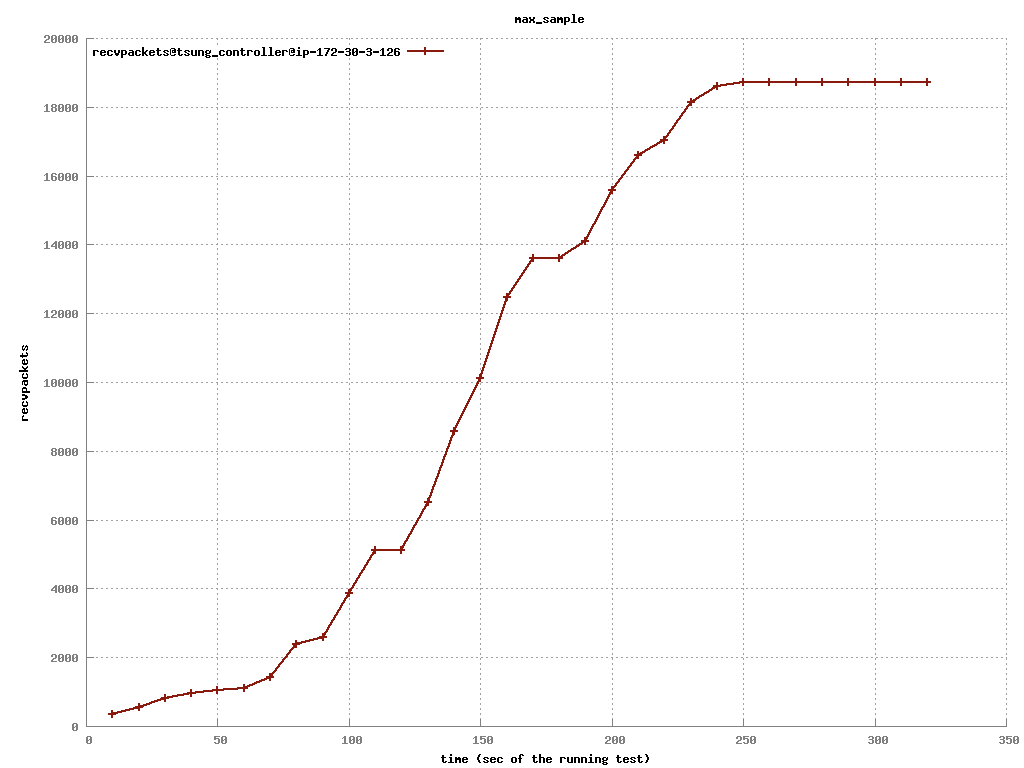 max_sample
recvpackets@tsung_controller@ip-172-30-3-126
20000
18000
16000
14000
12000
10000
8000
6000
4000
2000
0
recvpackets
0 50 100 150 200 250 300 350
time (sec of the running test)